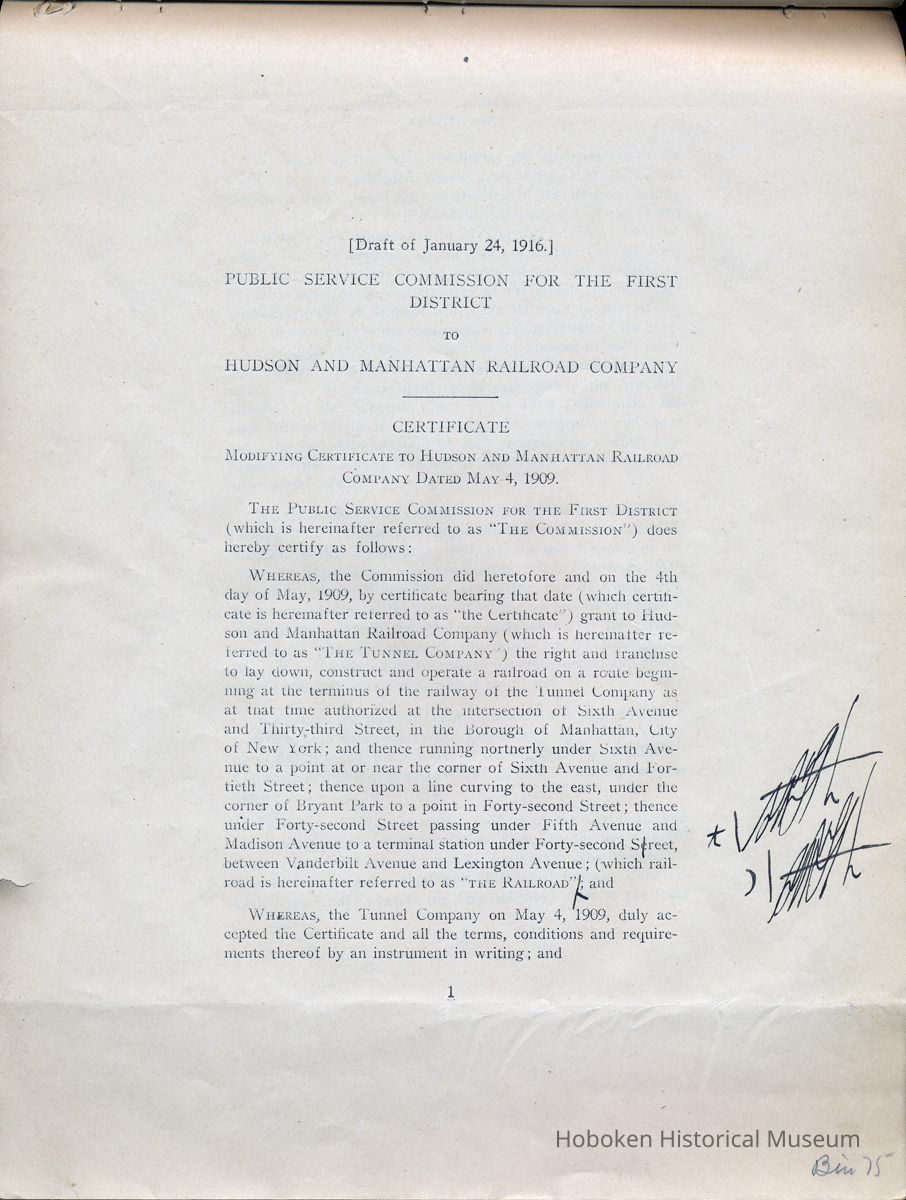 [Draft of January 24, 1916.]
PUBLIC SERVICE COMMISSION FOR THE FIRST
DISTRICT
TO
HUDSON AND MANHATTAN RAILROAD COMPANY
CERTIFICATE
MODIFYING CERTIFICATE TO HUDSON AND MANHATTAN RAILROAD
COMPANY DATED MAY 4, 1909.
THE PUBLIC SERVICE COMMISSION FOR THE FIRST DISTRICT
(which is hereinafter referred to as "THE COMMISSION") does
hereby certify as follows:
WHEREAS, the Commission did heretofore and on the 4th
day of May, 1909, by certificate bearing that date (which certifi-
cate is hereinafter referred to as "the Certificate") grant to Hud-
son and Manhattan Railroad Company (which is hereinafter re-
ferred to as "THE TUNNEL COMPANY") the right and franchise
to lay down, construct and operate a railroad on a route begin-
ning at the terminus of the railway of the Tunnel Company as
at that time authorized at the intersection of Sixth Avenue
and Thirty-third Street, in the Borough of Manhattan, City
of New York; and thence running northerly under Sixth Ave-
nue to a point at or near the corner of Sixth Avenue and For-
tieth Street; thence upon a line curving to the east, under the
corner of Bryant Park to a point in Forty-second Street; thence
under Forty-second Street passing under Fifth Avenue and
Madison Avenue to a terminal station under Forty-second Street, t
between Vanderbilt Avenue and Lexington Avenue; (which rail-
road is hereinafter referred to as "THE RAILROAD"; and )
WHEREAS, the Tunnel Company on May 4, 1909, duly ac-
cepted the Certificate and all the terms, conditions and require-
ments thereof by an instrument in writing; and
1
Hoboken Historical Museum
Bin 75